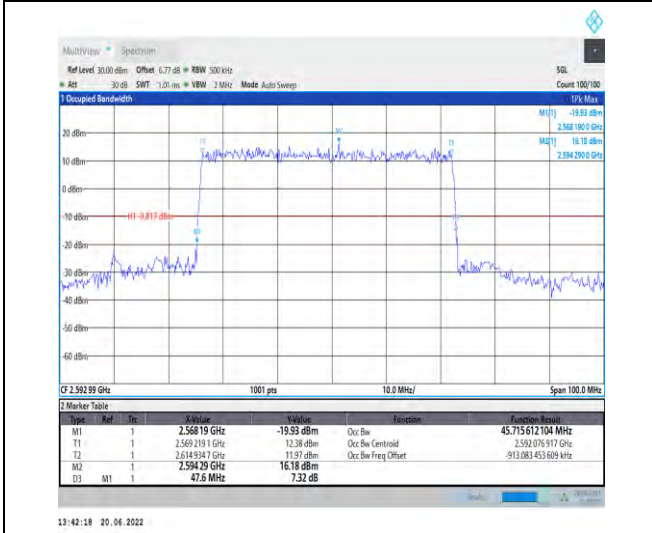 MultiView Spectrum
Ref Level 30.00 dBm Offset 6.77 dB RBW 500 kHz SGL
Att 30 dB SWT 1.01 ms VBW 2 MHz Mode Auto Sweep Count 100/100
1 Occupied Bandwidth 1Pk Max
M1[1] -19.93 dBm
2.568 190 0 GHz
M2[1] 16.18 dBm
2.594 290 0 GHz
20 dBm
10 dBm
0 dBm
-10 dBm H1 -9.817 dBm
-20 dBm
-30 dBm
-40 dBm
-50 dBm
-60 dBm
CF 2.592 99 GHz 1001 pts 10.0 MHz/ Span 100.0 MHz
2 Marker Table
Type Ref Trc X-Value Y-Value Function Function Result
M1 1 2.568 19 GHz -19.93 dBm Occ Bw 45.715 612 104 MHz
T1 1 2.569 219 1 GHz 12.38 dBm Occ Bw Centroid 2.592 076 917 GHz
T2 1 2.614 934 7 GHz 11.97 dBm Occ Bw Freq Offset -913.083 453 609 kHz
M2 1 2.594 29 GHz 16.18 dBm
D3 M1 1 47.6 MHz 7.32 dB
13:42:18 20.06.2022